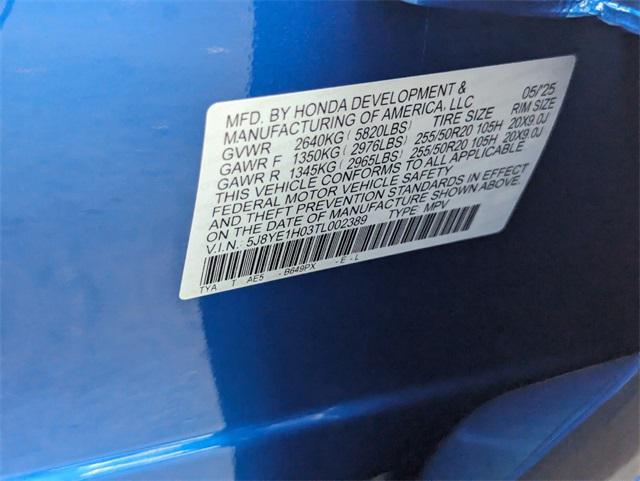 MFD. BY HONDA DEVELOPMENT & 05/'25
MANUFACTURING OF AMERICA, LLC
GVWR 2640KG ( 5820LBS) TIRE SIZE RIM SIZE
GAWR F 1350KG ( 2976LBS) 255/50R20 105H 20X9.0J
GAWR R 1345KG ( 2965LBS) 255/50R20 105H 20X9.0J
THIS VEHICLE CONFORMS TO ALL APPLICABLE
FEDERAL MOTOR VEHICLE SAFETY
AND THEFT PREVENTION STANDARDS IN EFFECT
ON THE DATE OF MANUFACTURE SHOWN ABOVE.
V.I.N: 5J8YE1H03TL002389 TYPE: MPV
TYA T AE5 - B649PX - E - L